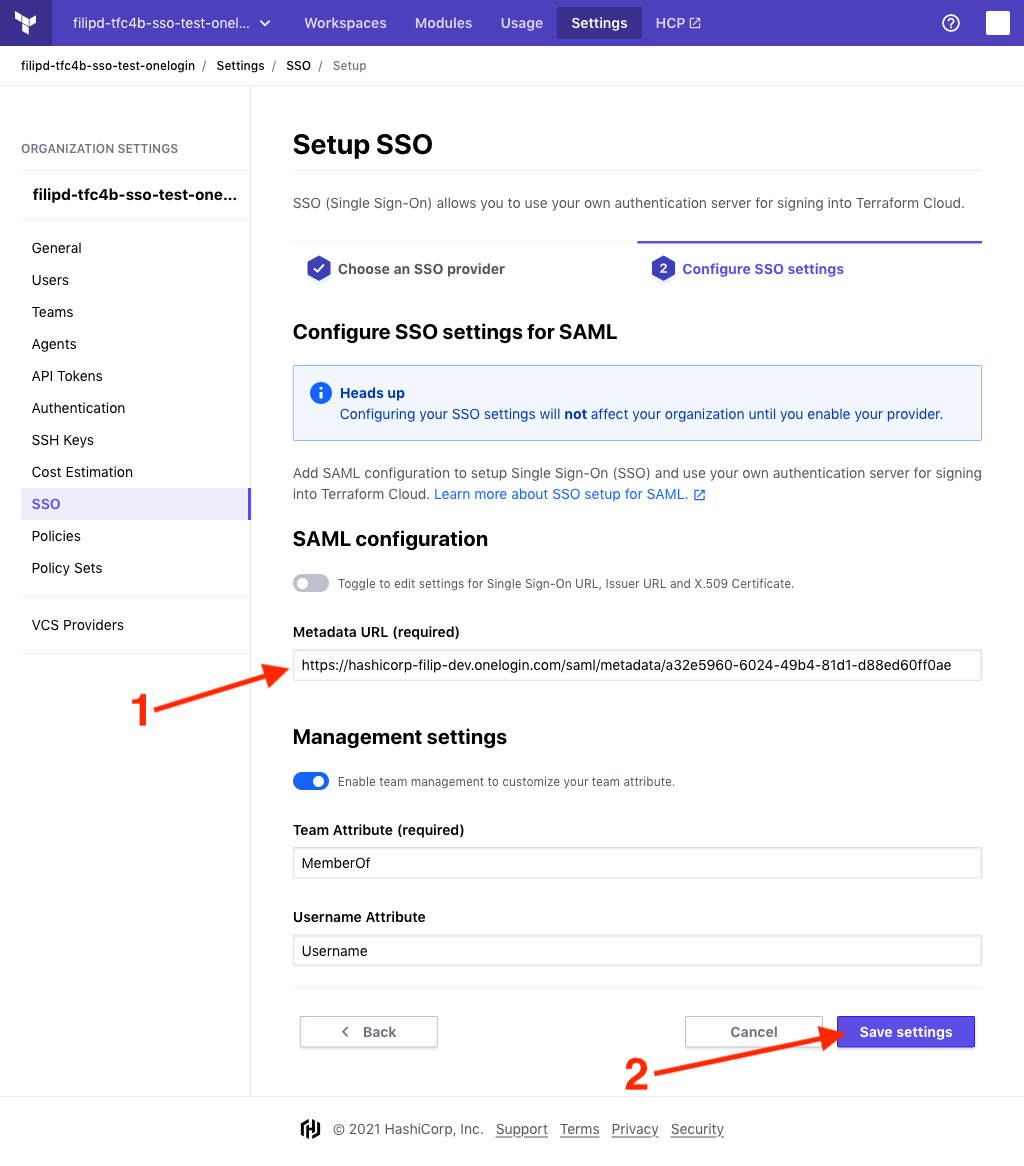 filipd-tfc4b-sso-test-onel... Workspaces Modules Usage Settings HCP
filipd-tfc4b-sso-test-onelogin / Settings / SSO / Setup
ORGANIZATION SETTINGS
filipd-tfc4b-sso-test-one...
General
Users
Teams
Agents
API Tokens
Authentication
SSH Keys
Cost Estimation
SSO
Policies
Policy Sets
VCS Providers
Setup SSO
SSO (Single Sign-On) allows you to use your own authentication server for signing into Terraform Cloud.
Choose an SSO provider
2 Configure SSO settings
Configure SSO settings for SAML
Heads up
Configuring your SSO settings will not affect your organization until you enable your provider.
Add SAML configuration to setup Single Sign-On (SSO) and use your own authentication server for signing
into Terraform Cloud. Learn more about SSO setup for SAML.
SAML configuration
Toggle to edit settings for Single Sign-On URL, Issuer URL and X.509 Certificate.
Metadata URL (required)
https://hashicorp-filip-dev.onelogin.com/saml/metadata/a32e5960-6024-49b4-81d1-d88ed60ff0ae
1
Management settings
Enable team management to customize your team attribute.
Team Attribute (required)
MemberOf
Username Attribute
Username
Back Cancel Save settings
2
© 2021 HashiCorp, Inc. Support Terms Privacy Security